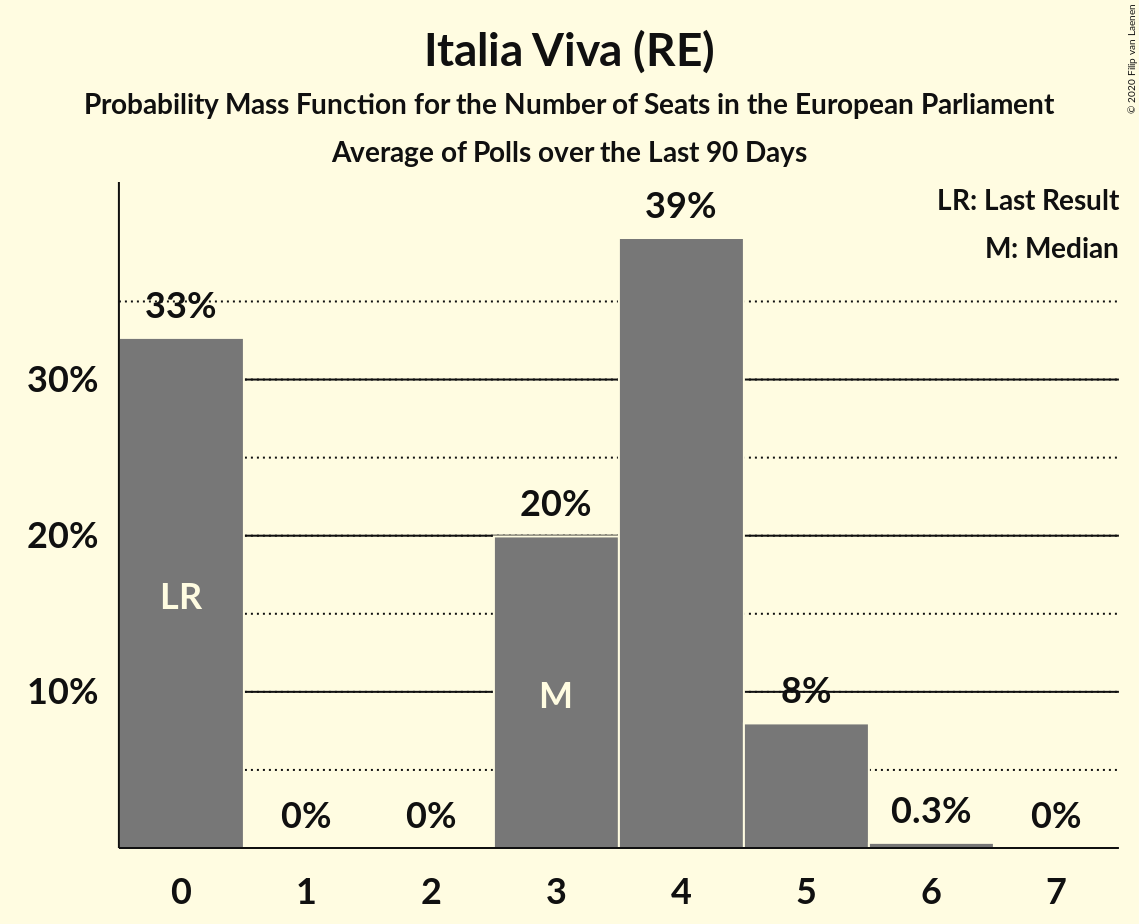 Italia Viva (RE)
Probability Mass Function for the Number of Seats in the European Parliament
Average of Polls over the Last 90 Days
© 2020 Filip van Laenen
LR: Last Result
M: Median
39%
33%
30%
20%
20%
LR
10%
M
8%
0%
0%
0.3%
0%
0 1 2 3 4 5 6 7